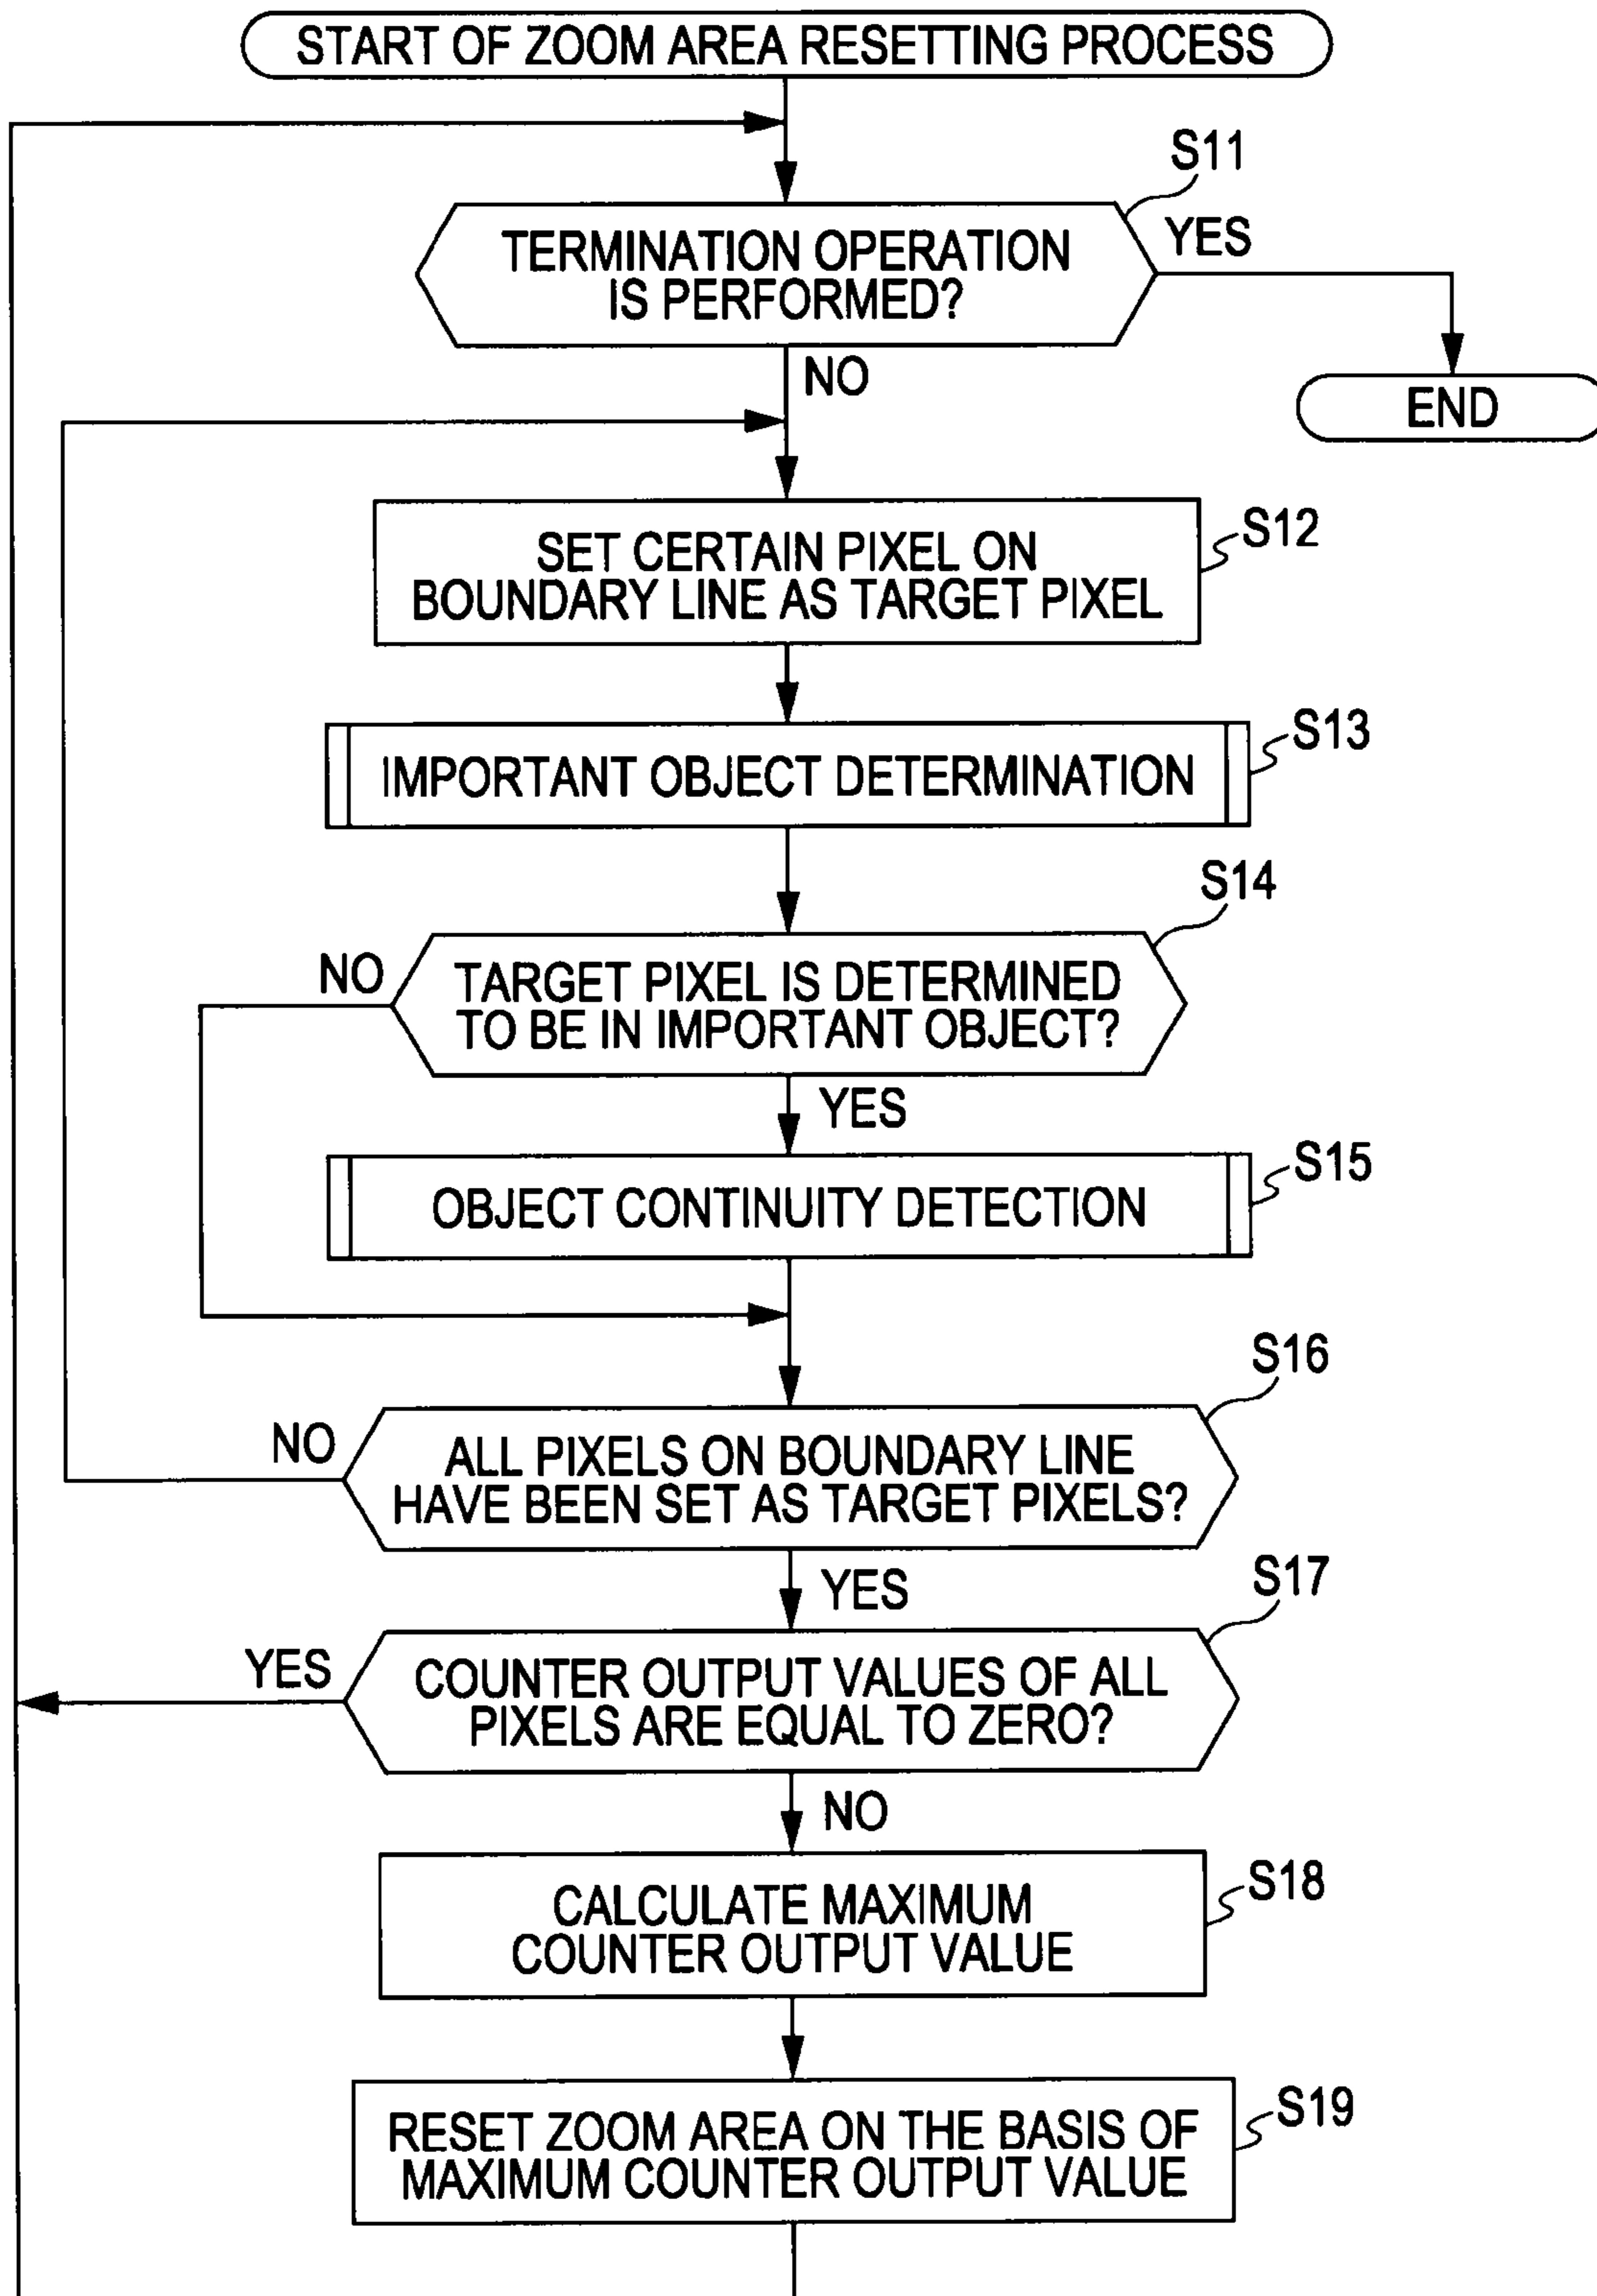 START OF ZOOM AREA RESETTING PROCESS
S11
TERMINATION OPERATION
IS PERFORMED?
YES
NO
END
S12
SET CERTAIN PIXEL ON
BOUNDARY LINE AS TARGET PIXEL
S13
IMPORTANT OBJECT DETERMINATION
S14
NO
TARGET PIXEL IS DETERMINED
TO BE IN IMPORTANT OBJECT?
YES
S15
OBJECT CONTINUITY DETECTION
S16
NO
ALL PIXELS ON BOUNDARY LINE
HAVE BEEN SET AS TARGET PIXELS?
YES
S17
YES
COUNTER OUTPUT VALUES OF ALL
PIXELS ARE EQUAL TO ZERO?
NO
S18
CALCULATE MAXIMUM
COUNTER OUTPUT VALUE
S19
RESET ZOOM AREA ON THE BASIS OF
MAXIMUM COUNTER OUTPUT VALUE